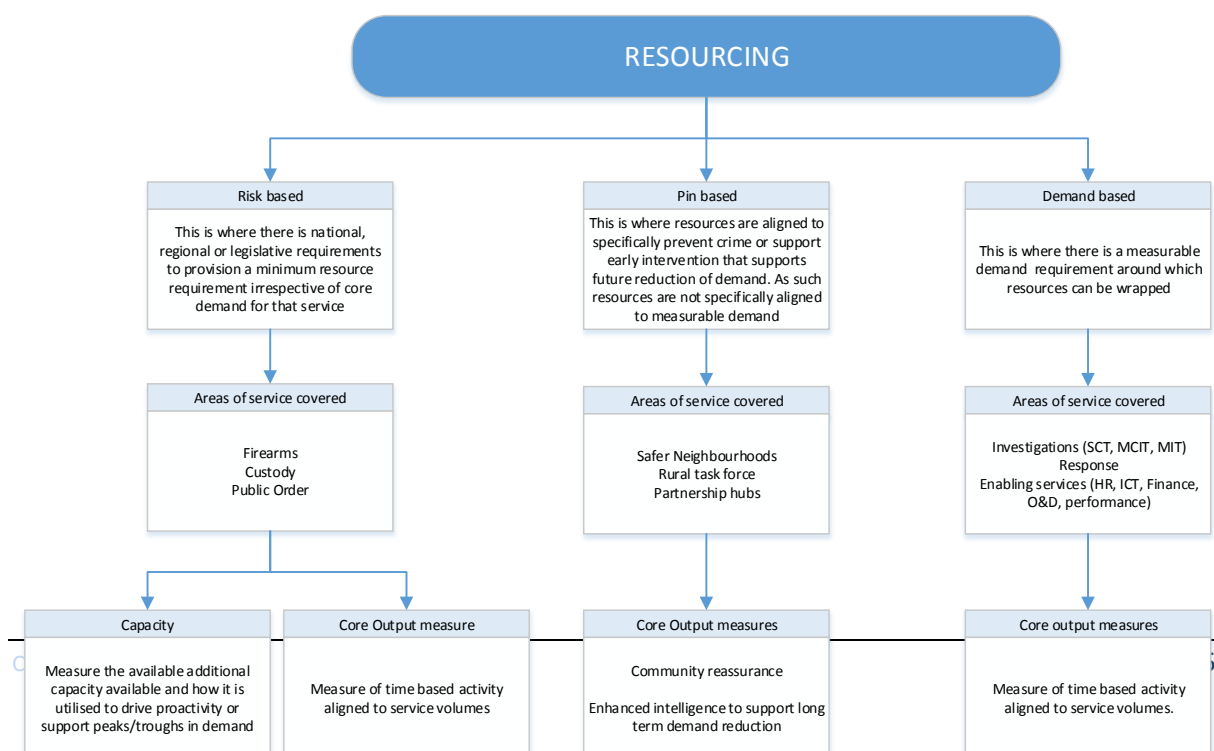 RESOURCING
Risk based
This is where there is national,
regional or legislative requirements
to provision a minimum resource
requirement irrespective of core
demand for that service
Pin based
This is where resources are aligned to
specifically prevent crime or support
early intervention that supports
future reduction of demand. As such
resources are not specifically aligned
to measurable demand
Demand based
This is where there is a measurable
demand requirement around which
resources can be wrapped
Areas of service covered
Firearms
Custody
Public Order
Areas of service covered
Safer Neighbourhoods
Rural task force
Partnership hubs
Areas of service covered
Investigations (SCT, MCIT, MIT)
Response
Enabling services (HR, ICT, Finance,
O&D, performance)
Capacity
Measure the available additional
capacity available and how it is
utilised to drive proactivity or
support peaks/troughs in demand
Core Output measure
Measure of time based activity
aligned to service volumes
Core Output measures
Community reassurance
Enhanced intelligence to support long
term demand reduction
Core output measures
Measure of time based activity
aligned to service volumes.